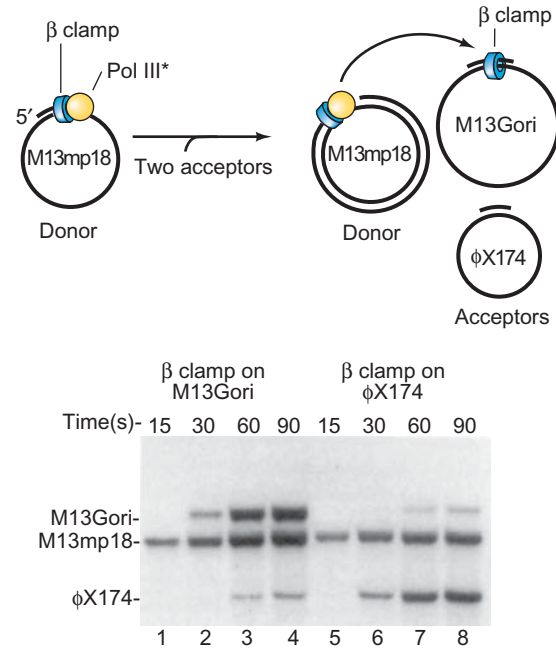 β clamp
Pol III*
5′
M13mp18
Donor
Two acceptors
M13mp18
Donor
β clamp
M13Gori
ϕX174
Acceptors
β clamp on M13Gori
β clamp on ϕX174
Time(s)- 15 30 60 90 15 30 60 90
M13Gori-
M13mp18-
ϕX174-
1 2 3 4 5 6 7 8